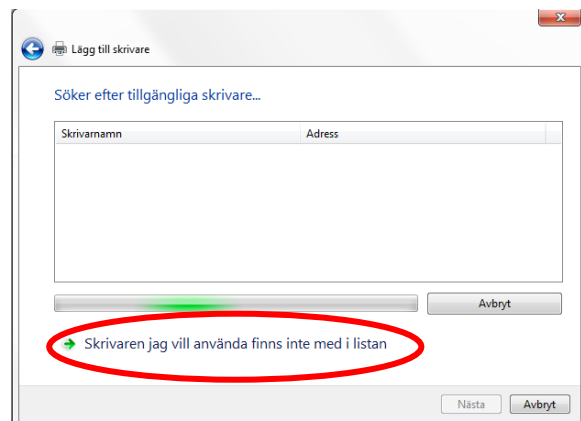 Lägg till skrivare
Söker efter tillgängliga skrivare...
Skrivarnamn Adress
Avbryt
Skrivaren jag vill använda finns inte med i listan
Nästa Avbryt